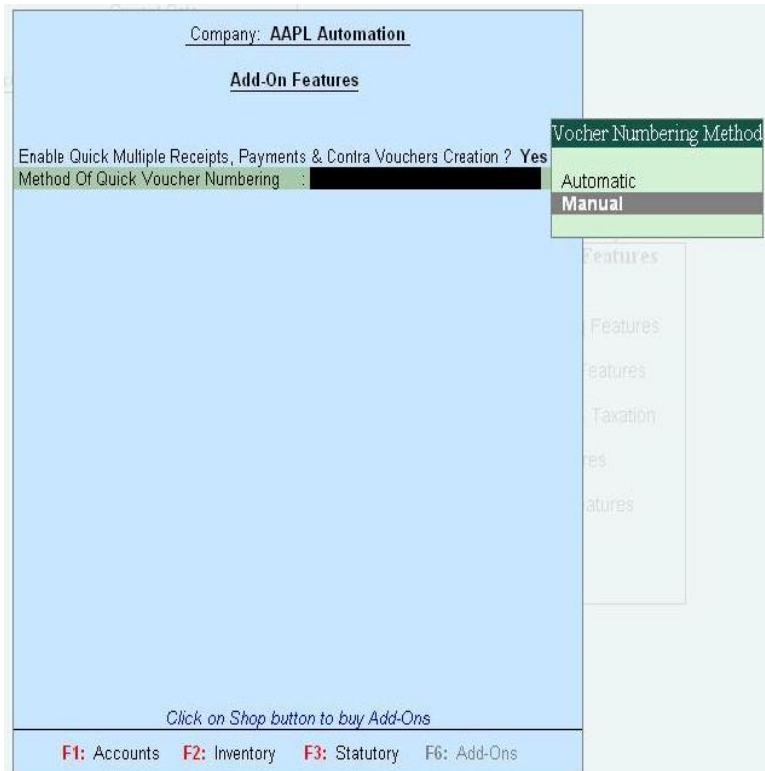 Company: AAPL Automation
Add-On Features
Enable Quick Multiple Receipts, Payments & Contra Vouchers Creation ? Yes
Method Of Quick Voucher Numbering :
Vocher Numbering Method
Automatic
Manual
Features
Features
Features
Taxation
res
atures
Click on Shop button to buy Add-Ons
F1: Accounts F2: Inventory F3: Statutory F6: Add-Ons